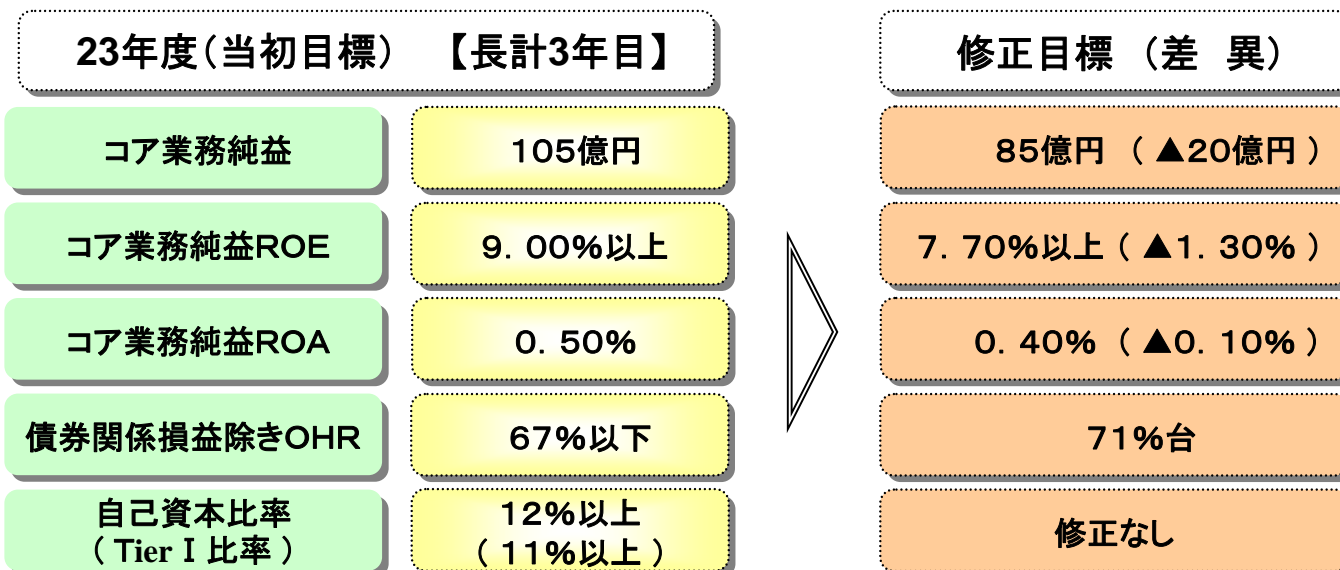 23年度（当初目標）　【長計3年目】
修正目標 （差　異）
コア業務純益
１０５億円
８５億円 （ ▲２０億円 ）
コア業務純益ＲＯＥ
９．００％以上
７．７０％以上（ ▲１．３０％ ）
コア業務純益ＲＯＡ
０．５０％
０．４０％ （ ▲０．１０％ ）
債券関係損益除きＯＨＲ
６７％以下
７１％台
自己資本比率
（ Tier Ⅰ 比率 ）
１２％以上
（ １１％以上 ）
修正なし